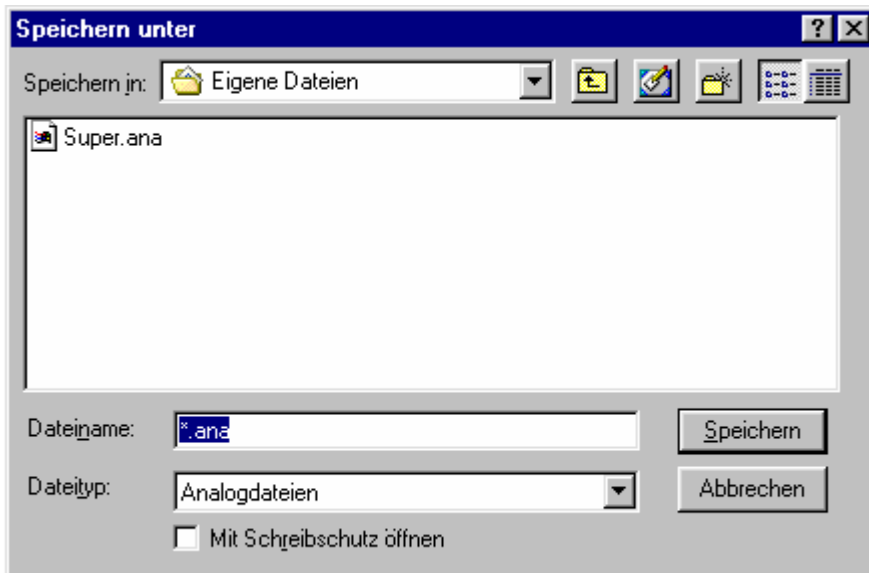 Speichern unter
Speichern in: Eigene Dateien
Super.ana
Dateiname: *.ana Speichern
Dateityp: Analogdateien Abbrechen
Mit Schreibschutz öffnen